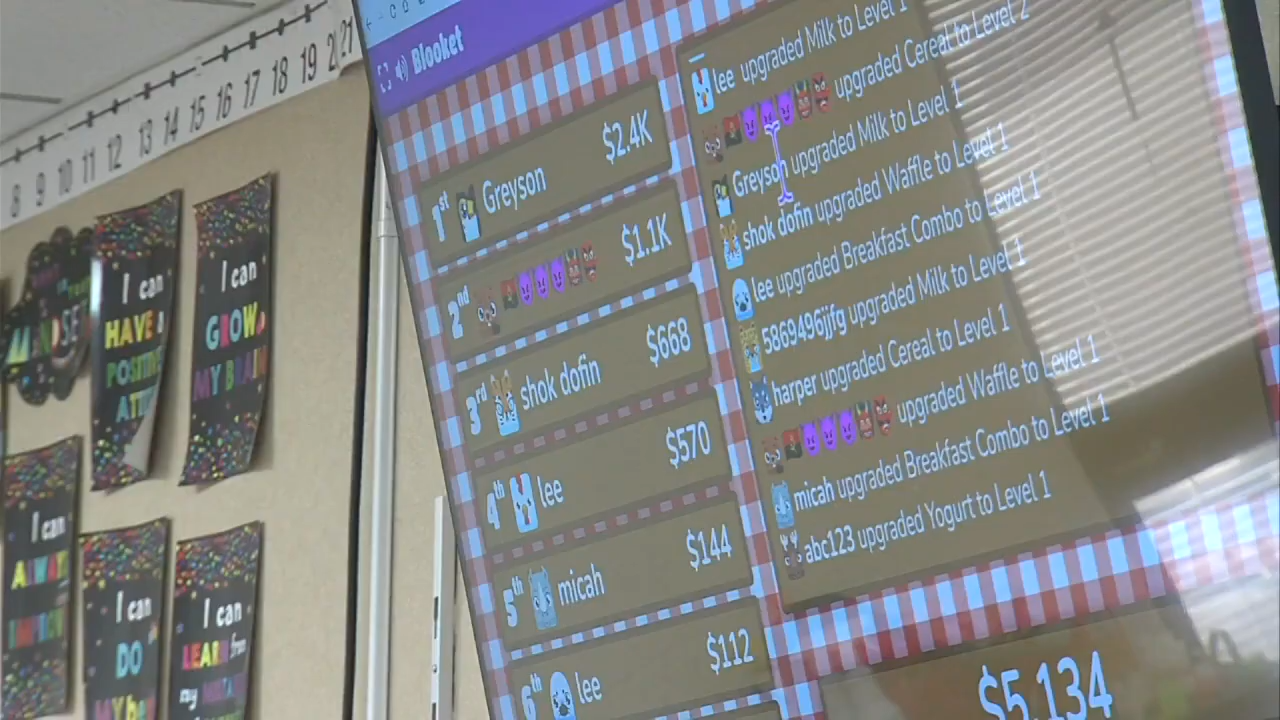 8 9 10 11 12 13 14 15 16 17 18 19 20 21
I can
HAVE a
POSITIVE
I can
GROW
MY BRAIN
I can
I can
DO
My
I can
LEARN from
my
Blooket
1st Greyson $2.4K
2nd 😈😈😈 $1.1K
3rd shok dofin $668
4th lee $570
5th micah $144
6th lee $112
lee upgraded Milk to Level 1
😈😈😈 upgraded Cereal to Level 2
Greyson upgraded Milk to Level 1
shok dofin upgraded Waffle to Level 1
lee upgraded Breakfast Combo to Level 1
5869496jjfg upgraded Milk to Level 1
harper upgraded Cereal to Level 1
😈😈😈 upgraded Waffle to Level 1
micah upgraded Breakfast Combo to Level 1
abc123 upgraded Yogurt to Level 1
$5,134